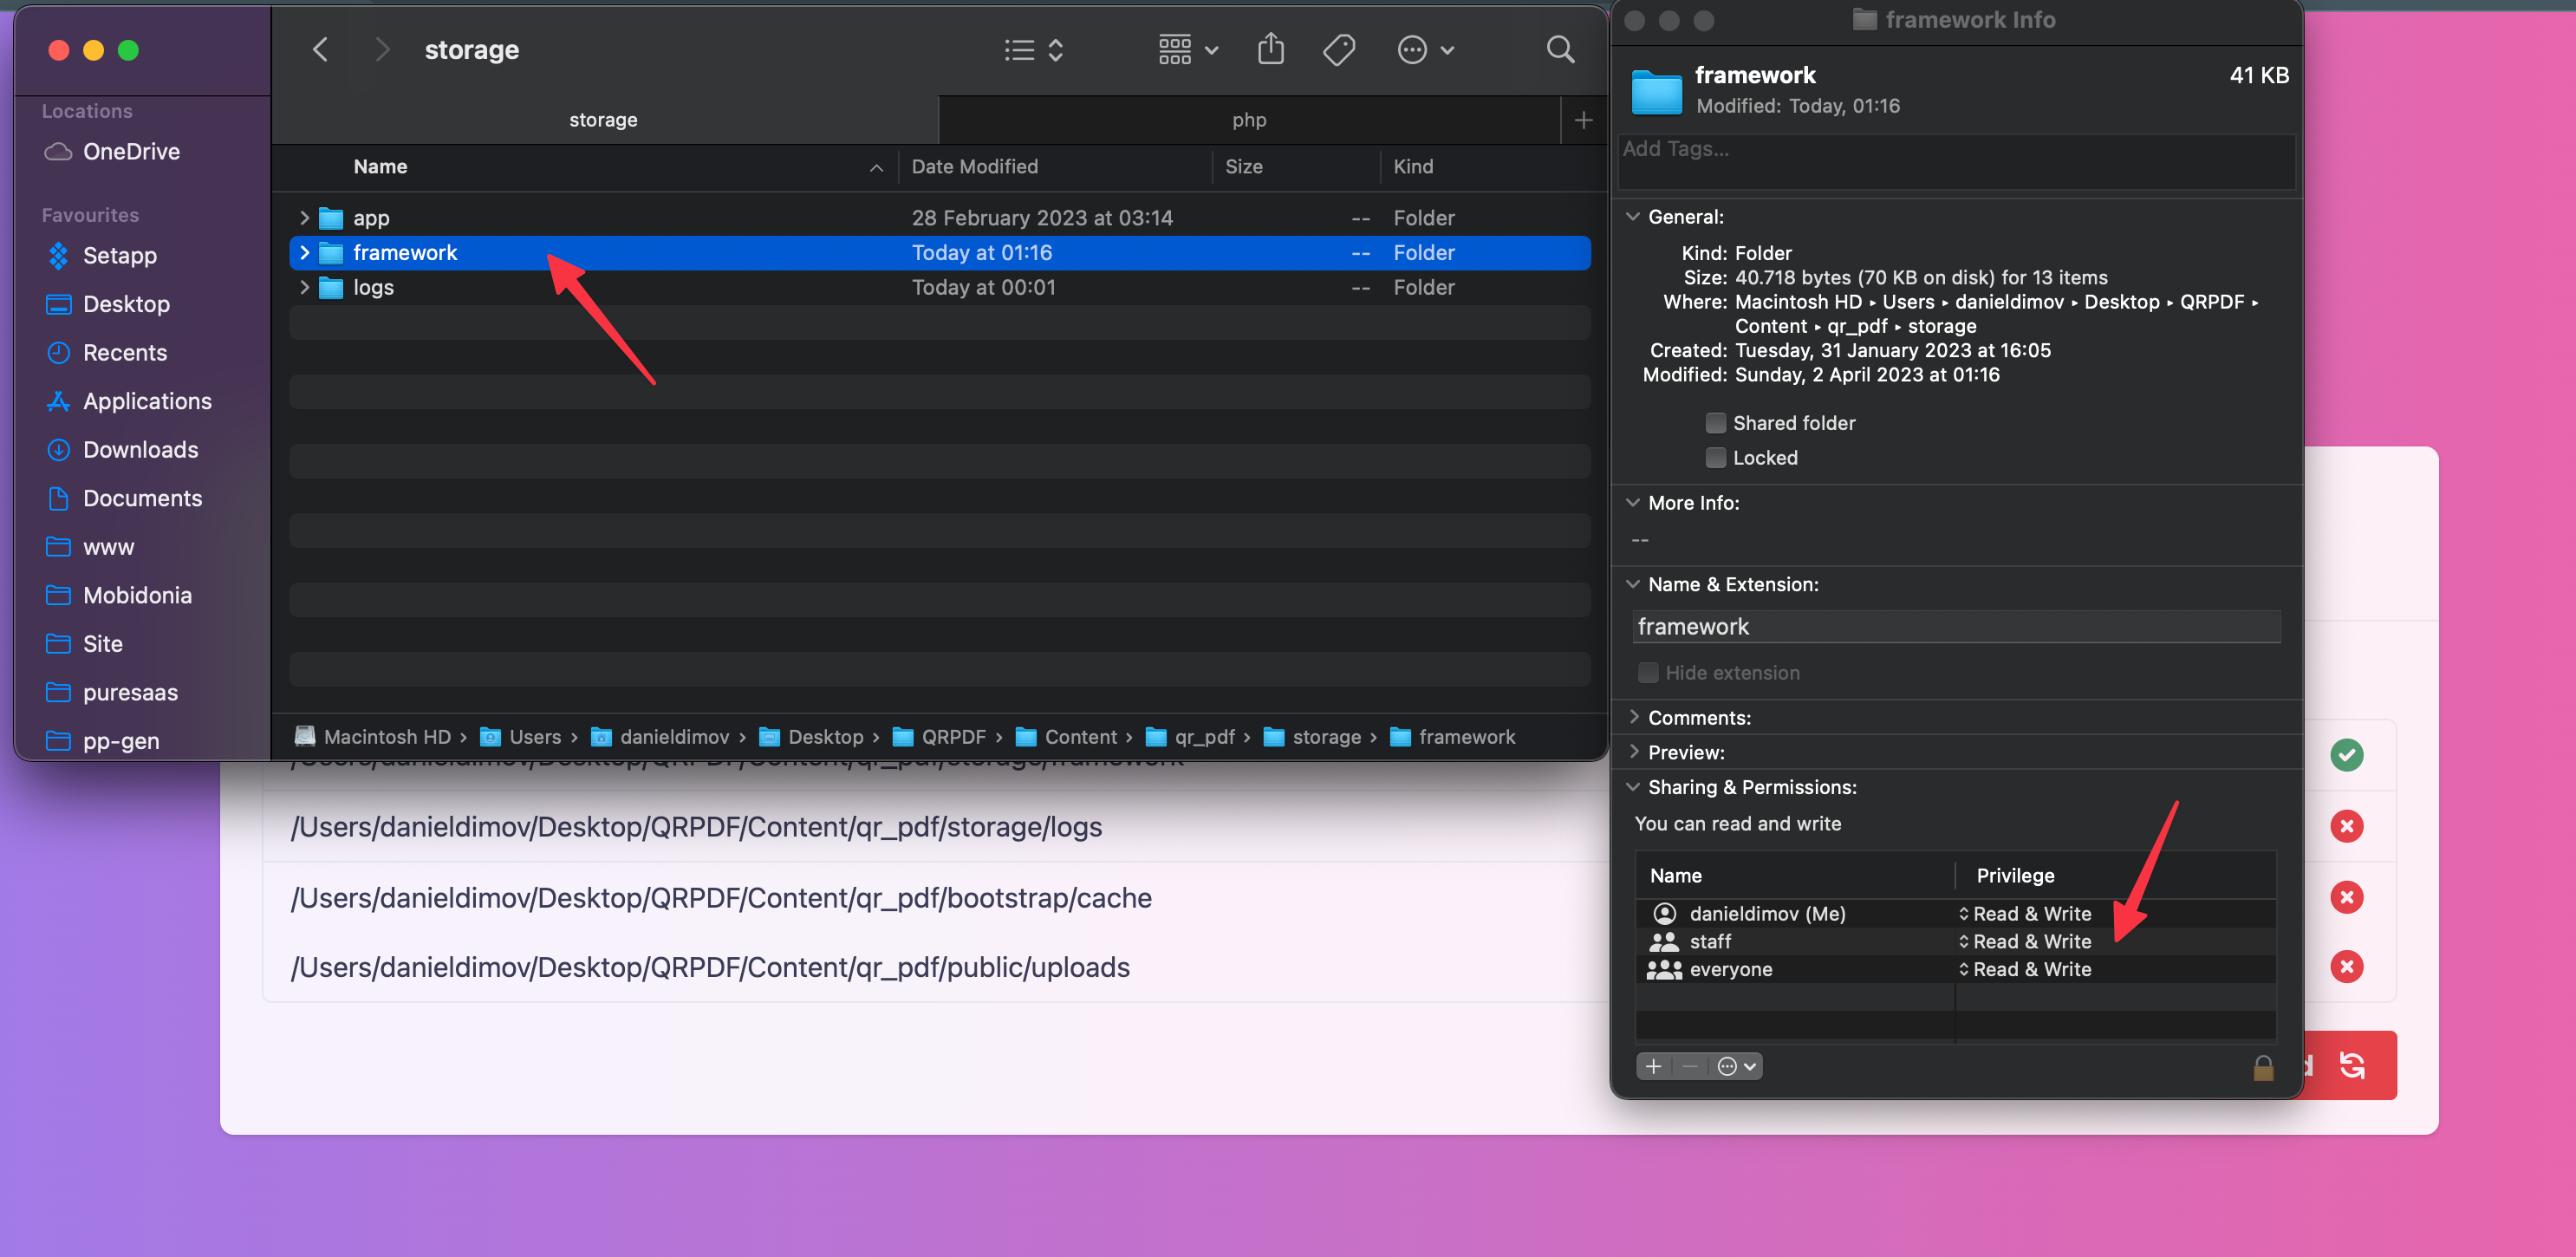 storage
Locations
OneDrive
Favourites
Setapp
Desktop
Recents
Applications
Downloads
Documents
www
Mobidonia
Site
puresaas
pp-gen
storage php
Name Date Modified Size Kind
app 28 February 2023 at 03:14 -- Folder
framework Today at 01:16 -- Folder
logs Today at 00:01 -- Folder
Macintosh HD › Users › danieldimov › Desktop › QRPDF › Content › qr_pdf › storage › framework
/Users/danieldimov/Desktop/QRPDF/Content/qr_pdf/storage/framework
/Users/danieldimov/Desktop/QRPDF/Content/qr_pdf/storage/logs
/Users/danieldimov/Desktop/QRPDF/Content/qr_pdf/bootstrap/cache
/Users/danieldimov/Desktop/QRPDF/Content/qr_pdf/public/uploads
framework Info
framework 41 KB
Modified: Today, 01:16
Add Tags...
General:
Kind: Folder
Size: 40.718 bytes (70 KB on disk) for 13 items
Where: Macintosh HD ▸ Users ▸ danieldimov ▸ Desktop ▸ QRPDF ▸
Content ▸ qr_pdf ▸ storage
Created: Tuesday, 31 January 2023 at 16:05
Modified: Sunday, 2 April 2023 at 01:16
Shared folder
Locked
More Info:
--
Name & Extension:
framework
Hide extension
Comments:
Preview:
Sharing & Permissions:
You can read and write
Name Privilege
danieldimov (Me) Read & Write
staff Read & Write
everyone Read & Write